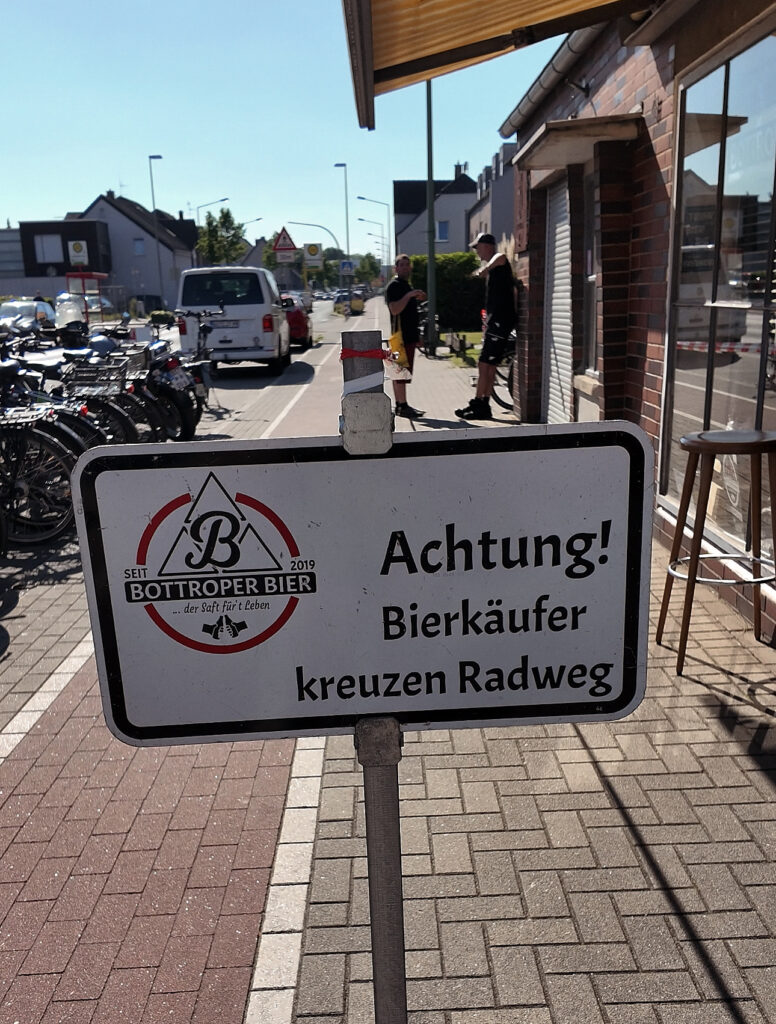 B
SEIT 2019
BOTTROPER BIER
... der Saft für't Leben
Achtung!
Bierkäufer
kreuzen Radweg